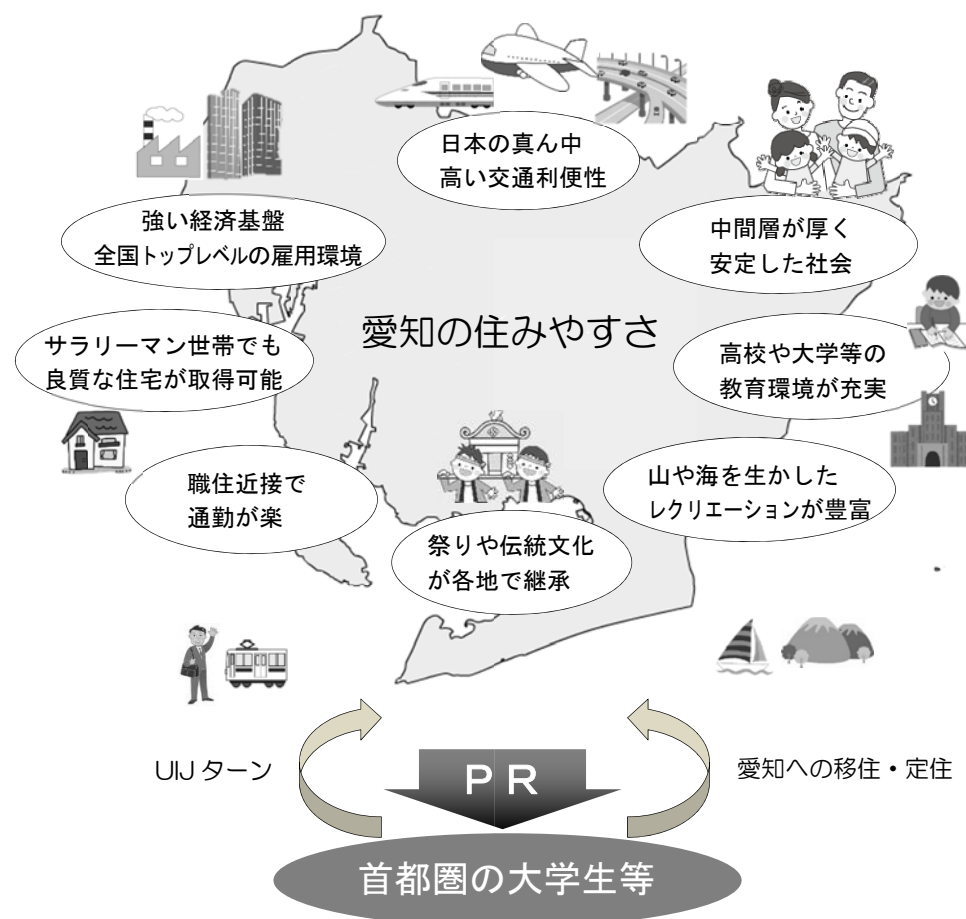 日本の真ん中
高い交通利便性
強い経済基盤
全国トップレベルの雇用環境
中間層が厚く
安定した社会
愛知の住みやすさ
サラリーマン世帯でも
良質な住宅が取得可能
高校や大学等の
教育環境が充実
職住近接で
通勤が楽
山や海を生かした
レクリエーションが豊富
祭りや伝統文化
が各地で継承
UIJ ターン
PR
愛知への移住・定住
首都圏の大学生等